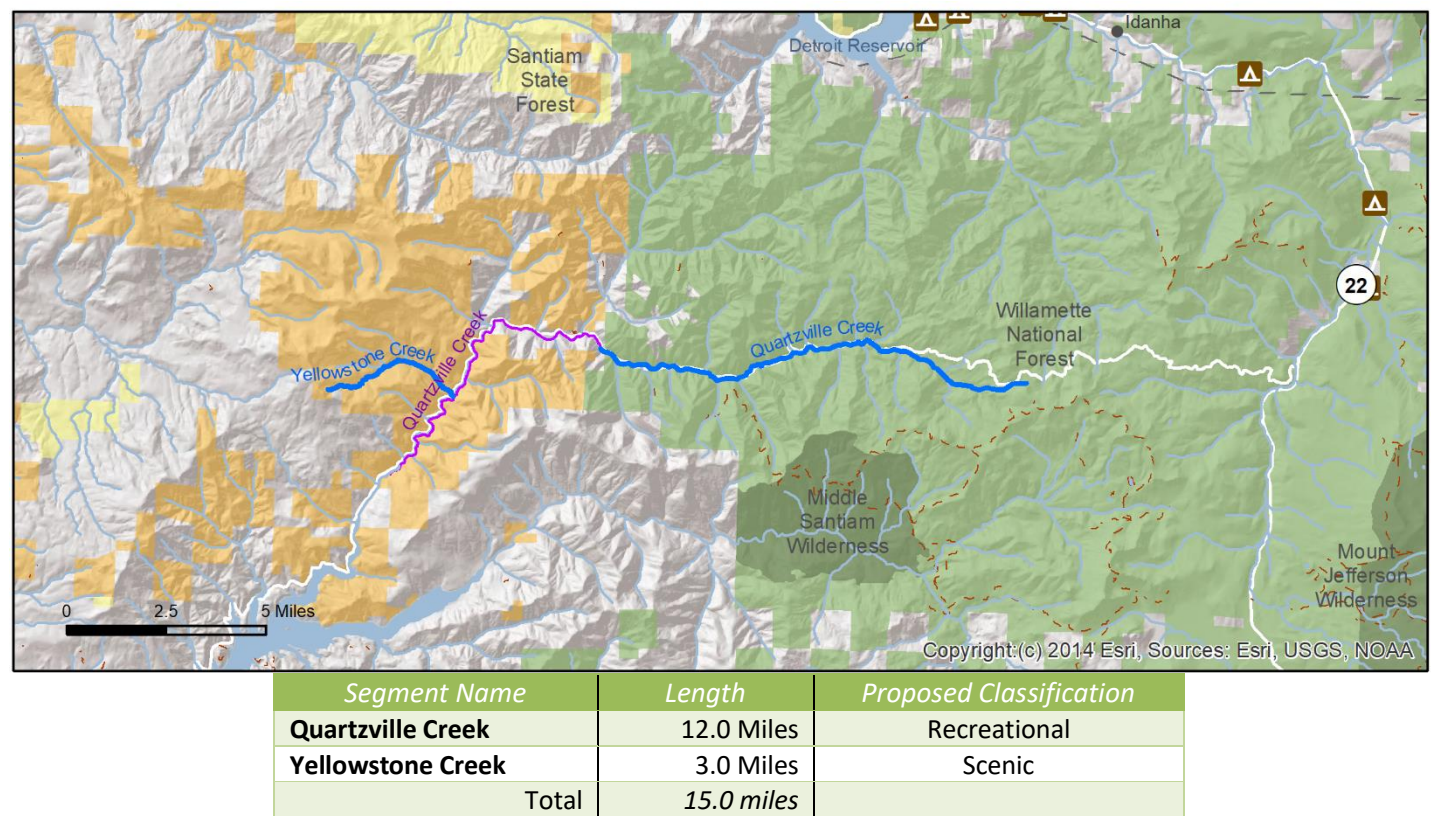 Idanha
Detroit Reservoir
Santiam
State
Forest
22
Willamette
National
Forest
Quartzville Creek
Quartzville Creek
Yellowstone Creek
Middle
Santiam
Wilderness
Mount
Jefferson
Wilderness
0 2.5 5 Miles
Copyright:(c) 2014 Esri, Sources: Esri, USGS, NOAA
Segment Name Length Proposed Classification
Quartzville Creek 12.0 Miles Recreational
Yellowstone Creek 3.0 Miles Scenic
Total 15.0 miles